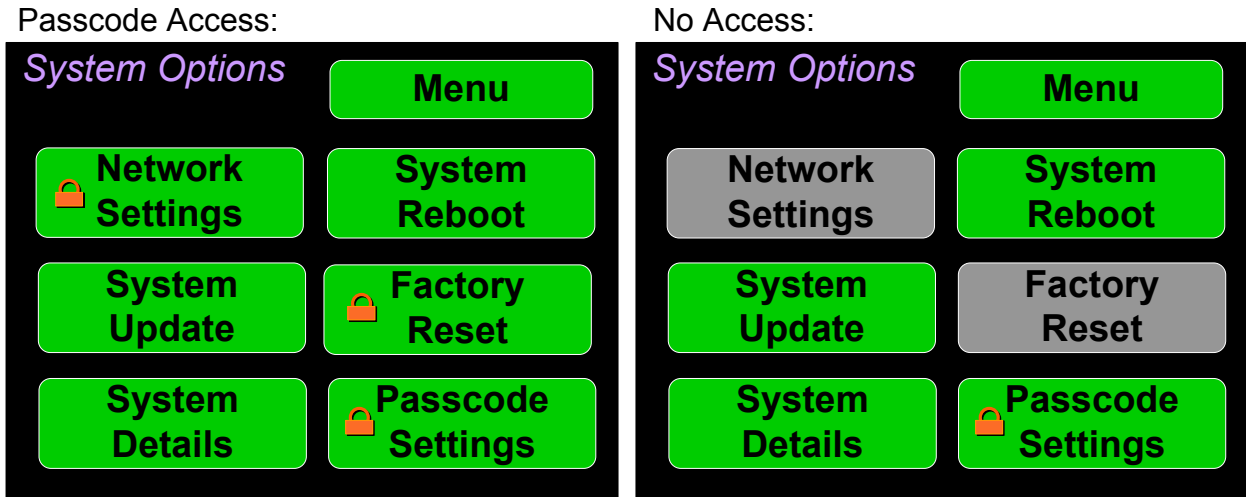 Passcode Access:
System Options
Menu
Network
Settings
System
Reboot
System
Update
Factory
Reset
System
Details
Passcode
Settings
No Access:
System Options
Menu
Network
Settings
System
Reboot
System
Update
Factory
Reset
System
Details
Passcode
Settings